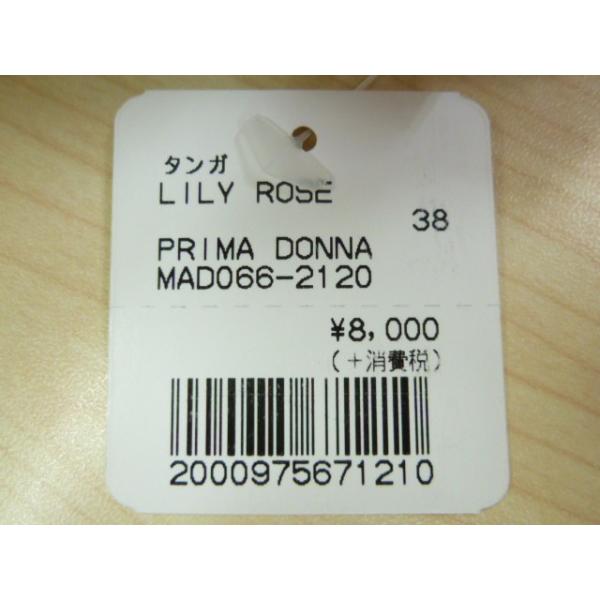 タンガ
LILY ROSE
38
PRIMA DONNA
MAD066-2120
¥8,000
(+消費税)
2000975671210